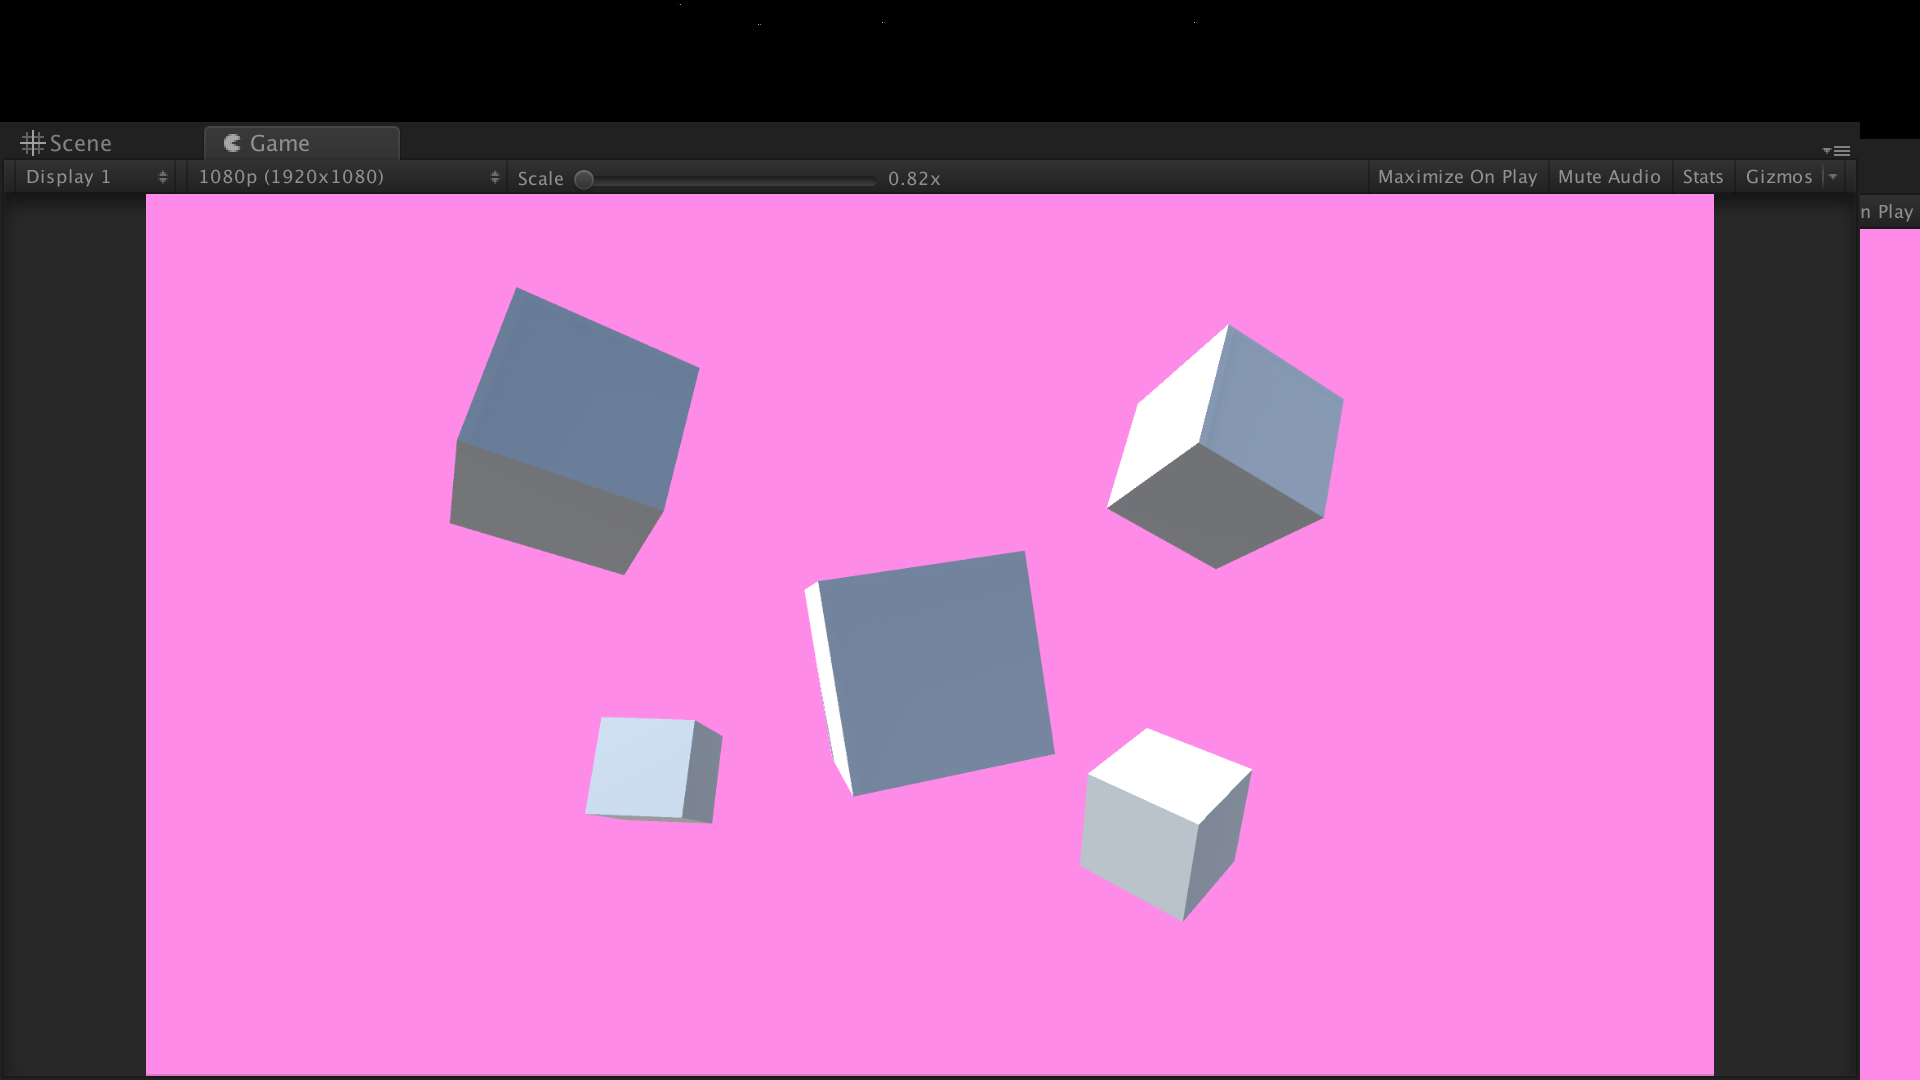 Scene Game
Display 1 1080p (1920x1080) Scale 0.82x Maximize On Play Mute Audio Stats Gizmos
n Play